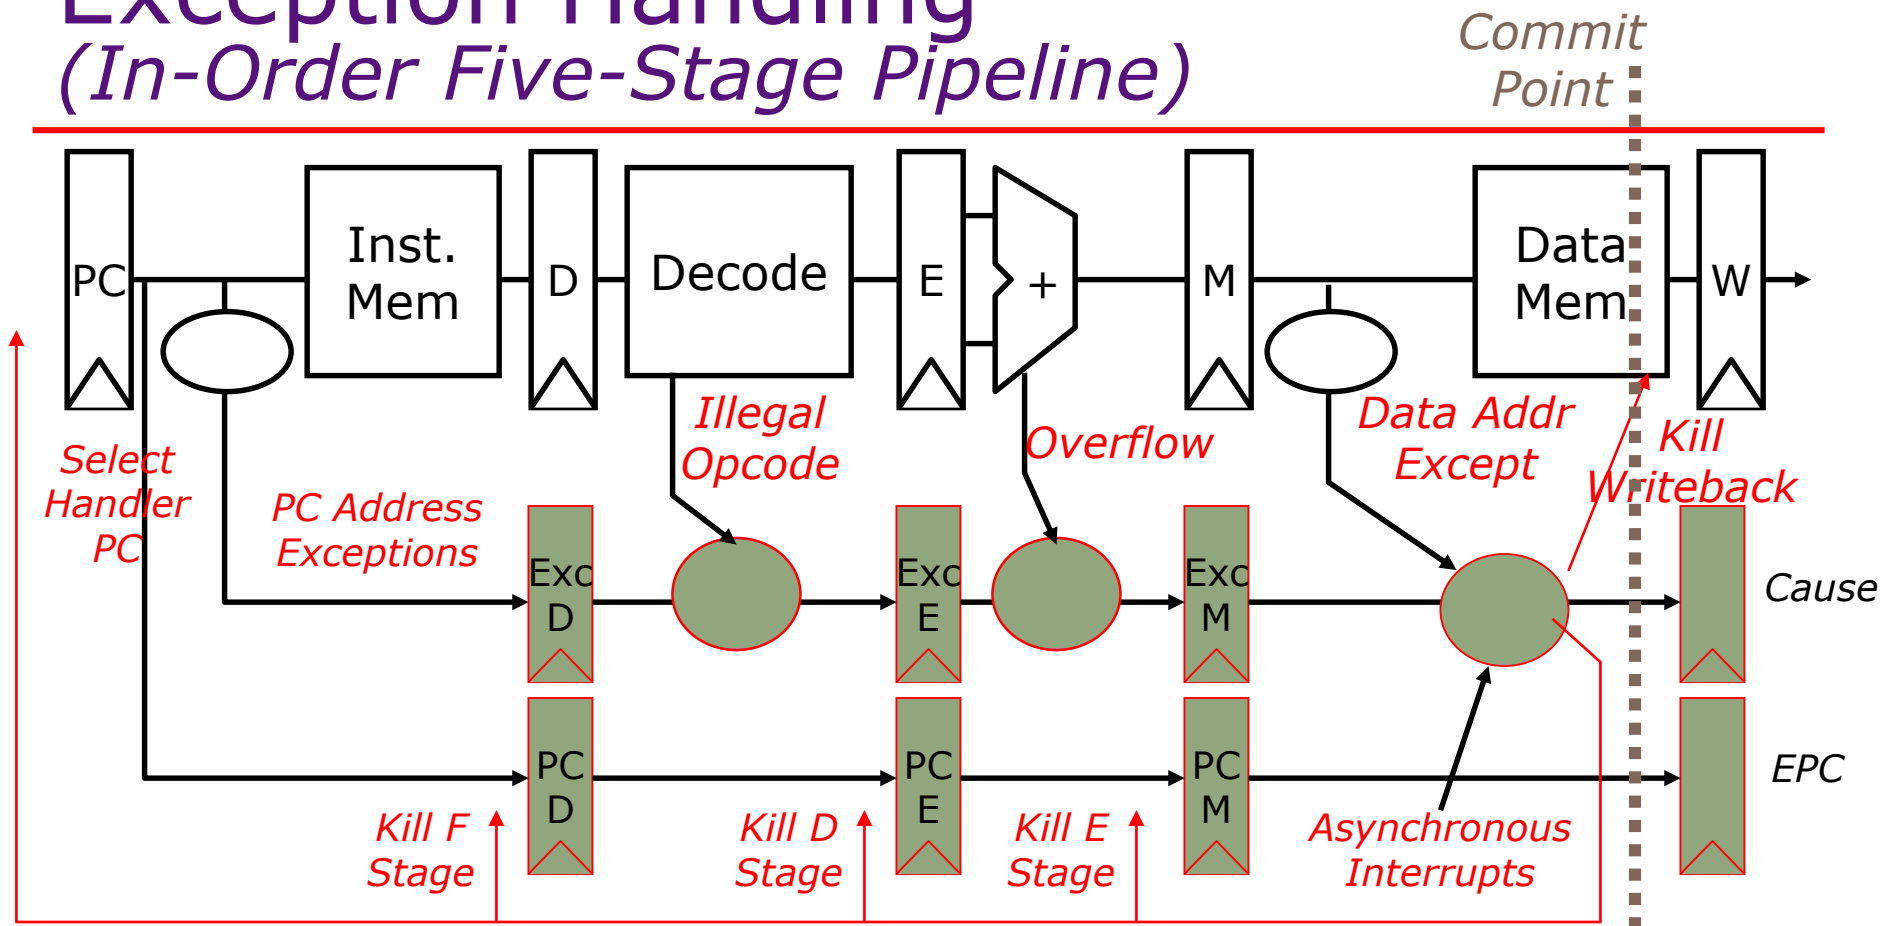 Exception Handling
(In-Order Five-Stage Pipeline)
Commit
Point
PC
Inst.
Mem
D
Decode
E
+
M
Data
Mem
W
Illegal
Opcode
Overflow
Data Addr
Except
Kill
Writeback
Select
Handler
PC
PC Address
Exceptions
Exc
D
Exc
E
Exc
M
Cause
PC
D
PC
E
PC
M
EPC
Kill F
Stage
Kill D
Stage
Kill E
Stage
Asynchronous
Interrupts